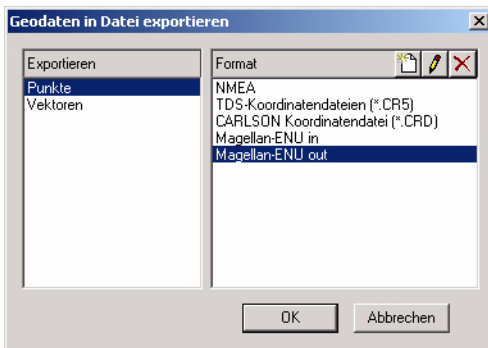 Geodaten in Datei exportieren
Exportieren
Punkte
Vektoren
Format
NMEA
TDS-Koordinatendateien (*.CR5)
CARLSON Koordinatendatei (*.CRD)
Magellan-ENU in
Magellan-ENU out
OK
Abbrechen